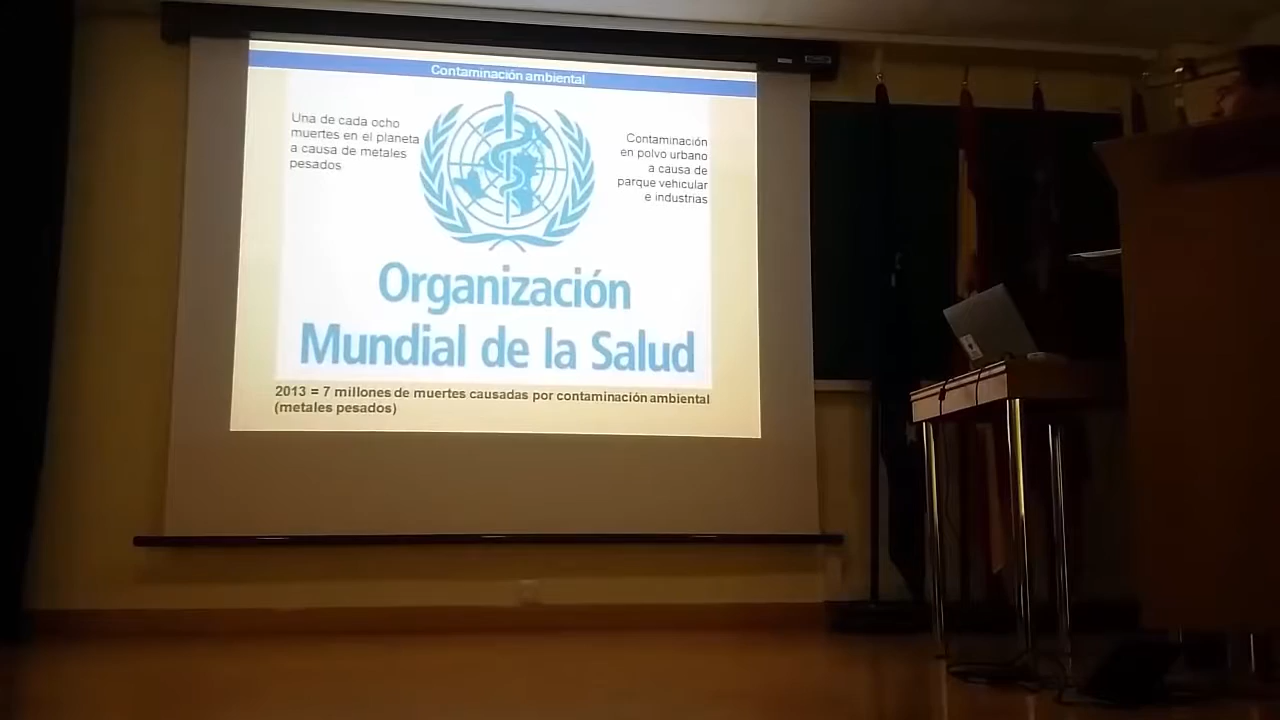 Contaminación ambiental
Una de cada ocho
muertes en el planeta
a causa de metales
pesados
Contaminación
en polvo urbano
a causa de
parque vehicular
e industrias
Organización
Mundial de la Salud
2013 = 7 millones de muertes causadas por contaminación ambiental
(metales pesados)